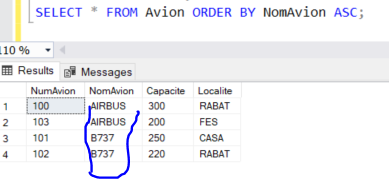 SELECT * FROM Avion ORDER BY NomAvion ASC;
110 %
Results Messages
NumAvion NomAvion Capacite Localite
1 100 AIRBUS 300 RABAT
2 103 AIRBUS 200 FES
3 101 B737 250 CASA
4 102 B737 220 RABAT